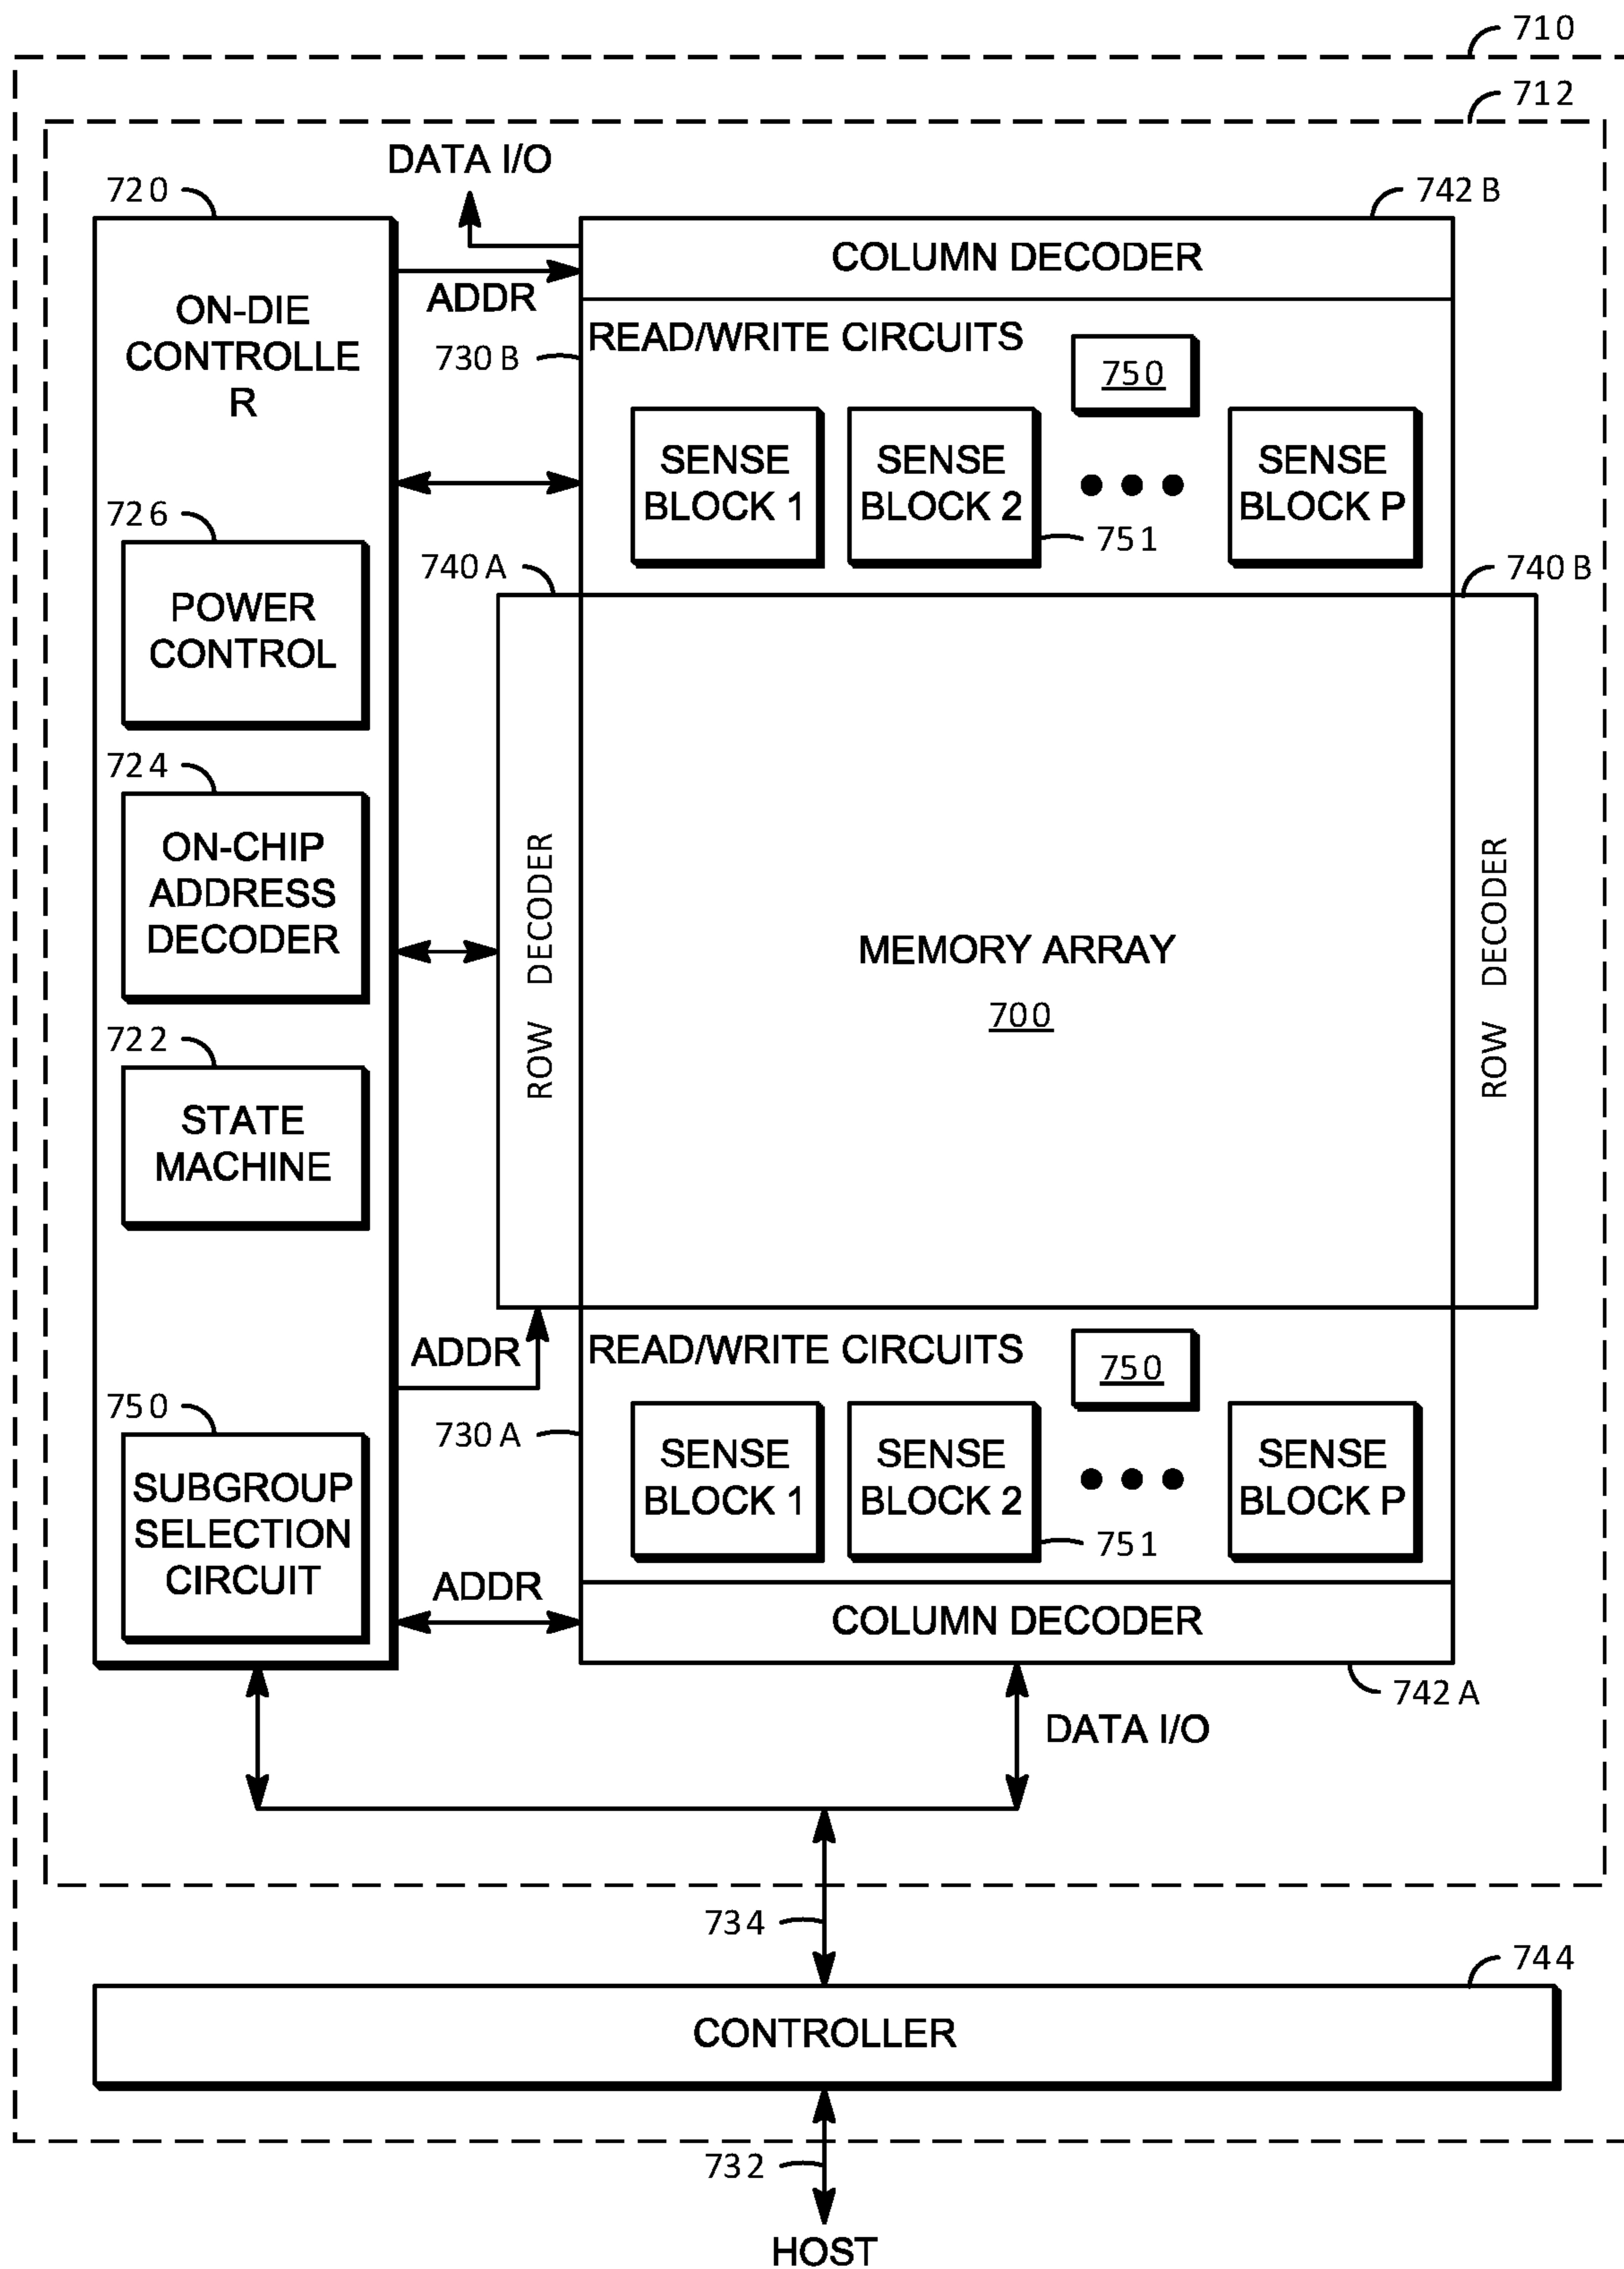 710
712
DATA I/O
720
742 B
COLUMN DECODER
ADDR
ON-DIE
CONTROLLE
R
READ/WRITE CIRCUITS
730 B
750
SENSE
BLOCK 1
SENSE
BLOCK 2
SENSE
BLOCK P
751
726
740 A
740 B
POWER
CONTROL
724
ON-CHIP
ADDRESS
DECODER
ROW DECODER
MEMORY ARRAY
700
ROW DECODER
722
STATE
MACHINE
ADDR
READ/WRITE CIRCUITS
750
750
730 A
SENSE
BLOCK 1
SENSE
BLOCK 2
SENSE
BLOCK P
751
SUBGROUP
SELECTION
CIRCUIT
ADDR
COLUMN DECODER
742 A
DATA I/O
734
744
CONTROLLER
732
HOST